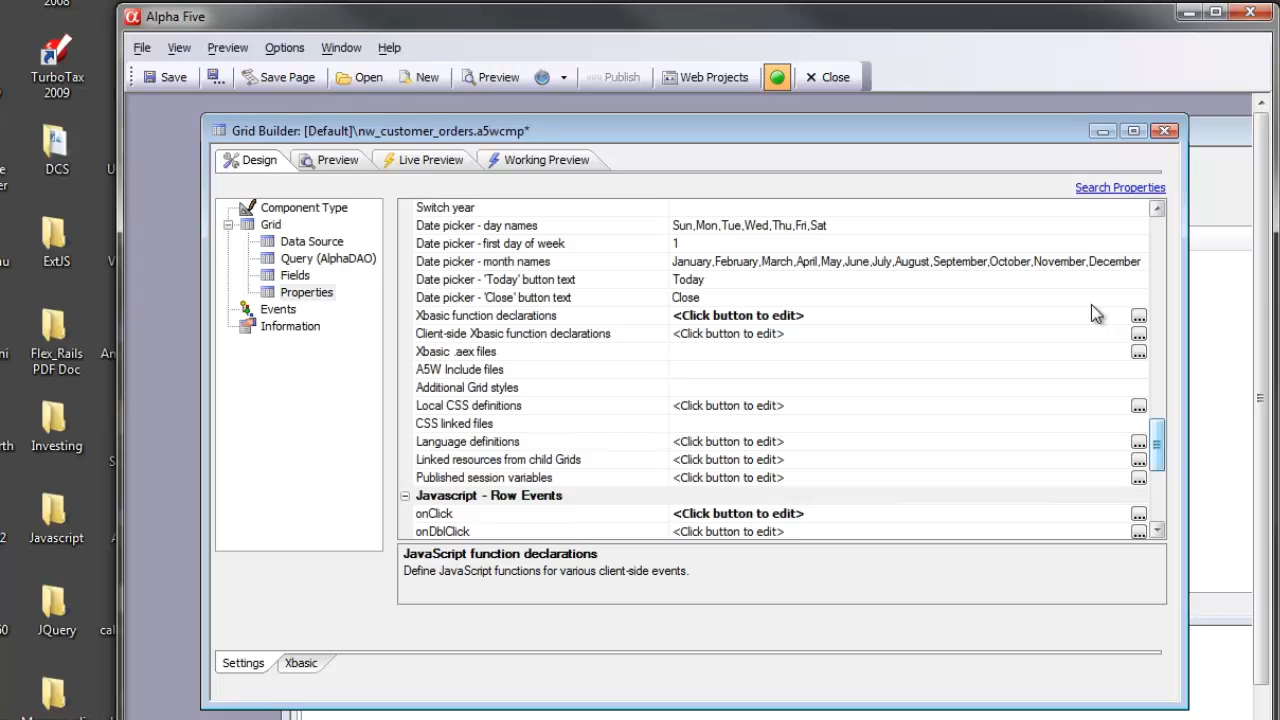 2008
Alpha Five
File View Preview Options Window Help
Save Save Page Open New Preview Publish Web Projects Close
TurboTax
2009
DCS
ExtJS
Flex_Rails
PDF Doc
Investing
Javascript
JQuery
Grid Builder: [Default]\nw_customer_orders.a5wcmp*
Design Preview Live Preview Working Preview
Search Properties
Component Type
Grid
Data Source
Query (AlphaDAO)
Fields
Properties
Events
Information
Switch year
Date picker - day names Sun,Mon,Tue,Wed,Thu,Fri,Sat
Date picker - first day of week 1
Date picker - month names January,February,March,April,May,June,July,August,September,October,November,December
Date picker - 'Today' button text Today
Date picker - 'Close' button text Close
Xbasic function declarations <Click button to edit> ...
Client-side Xbasic function declarations <Click button to edit> ...
Xbasic .aex files ...
A5W Include files
Additional Grid styles
Local CSS definitions <Click button to edit> ...
CSS linked files
Language definitions <Click button to edit> ...
Linked resources from child Grids <Click button to edit> ...
Published session variables <Click button to edit> ...
Javascript - Row Events
onClick <Click button to edit> ...
onDblClick <Click button to edit> ...
JavaScript function declarations
Define JavaScript functions for various client-side events.
Settings Xbasic